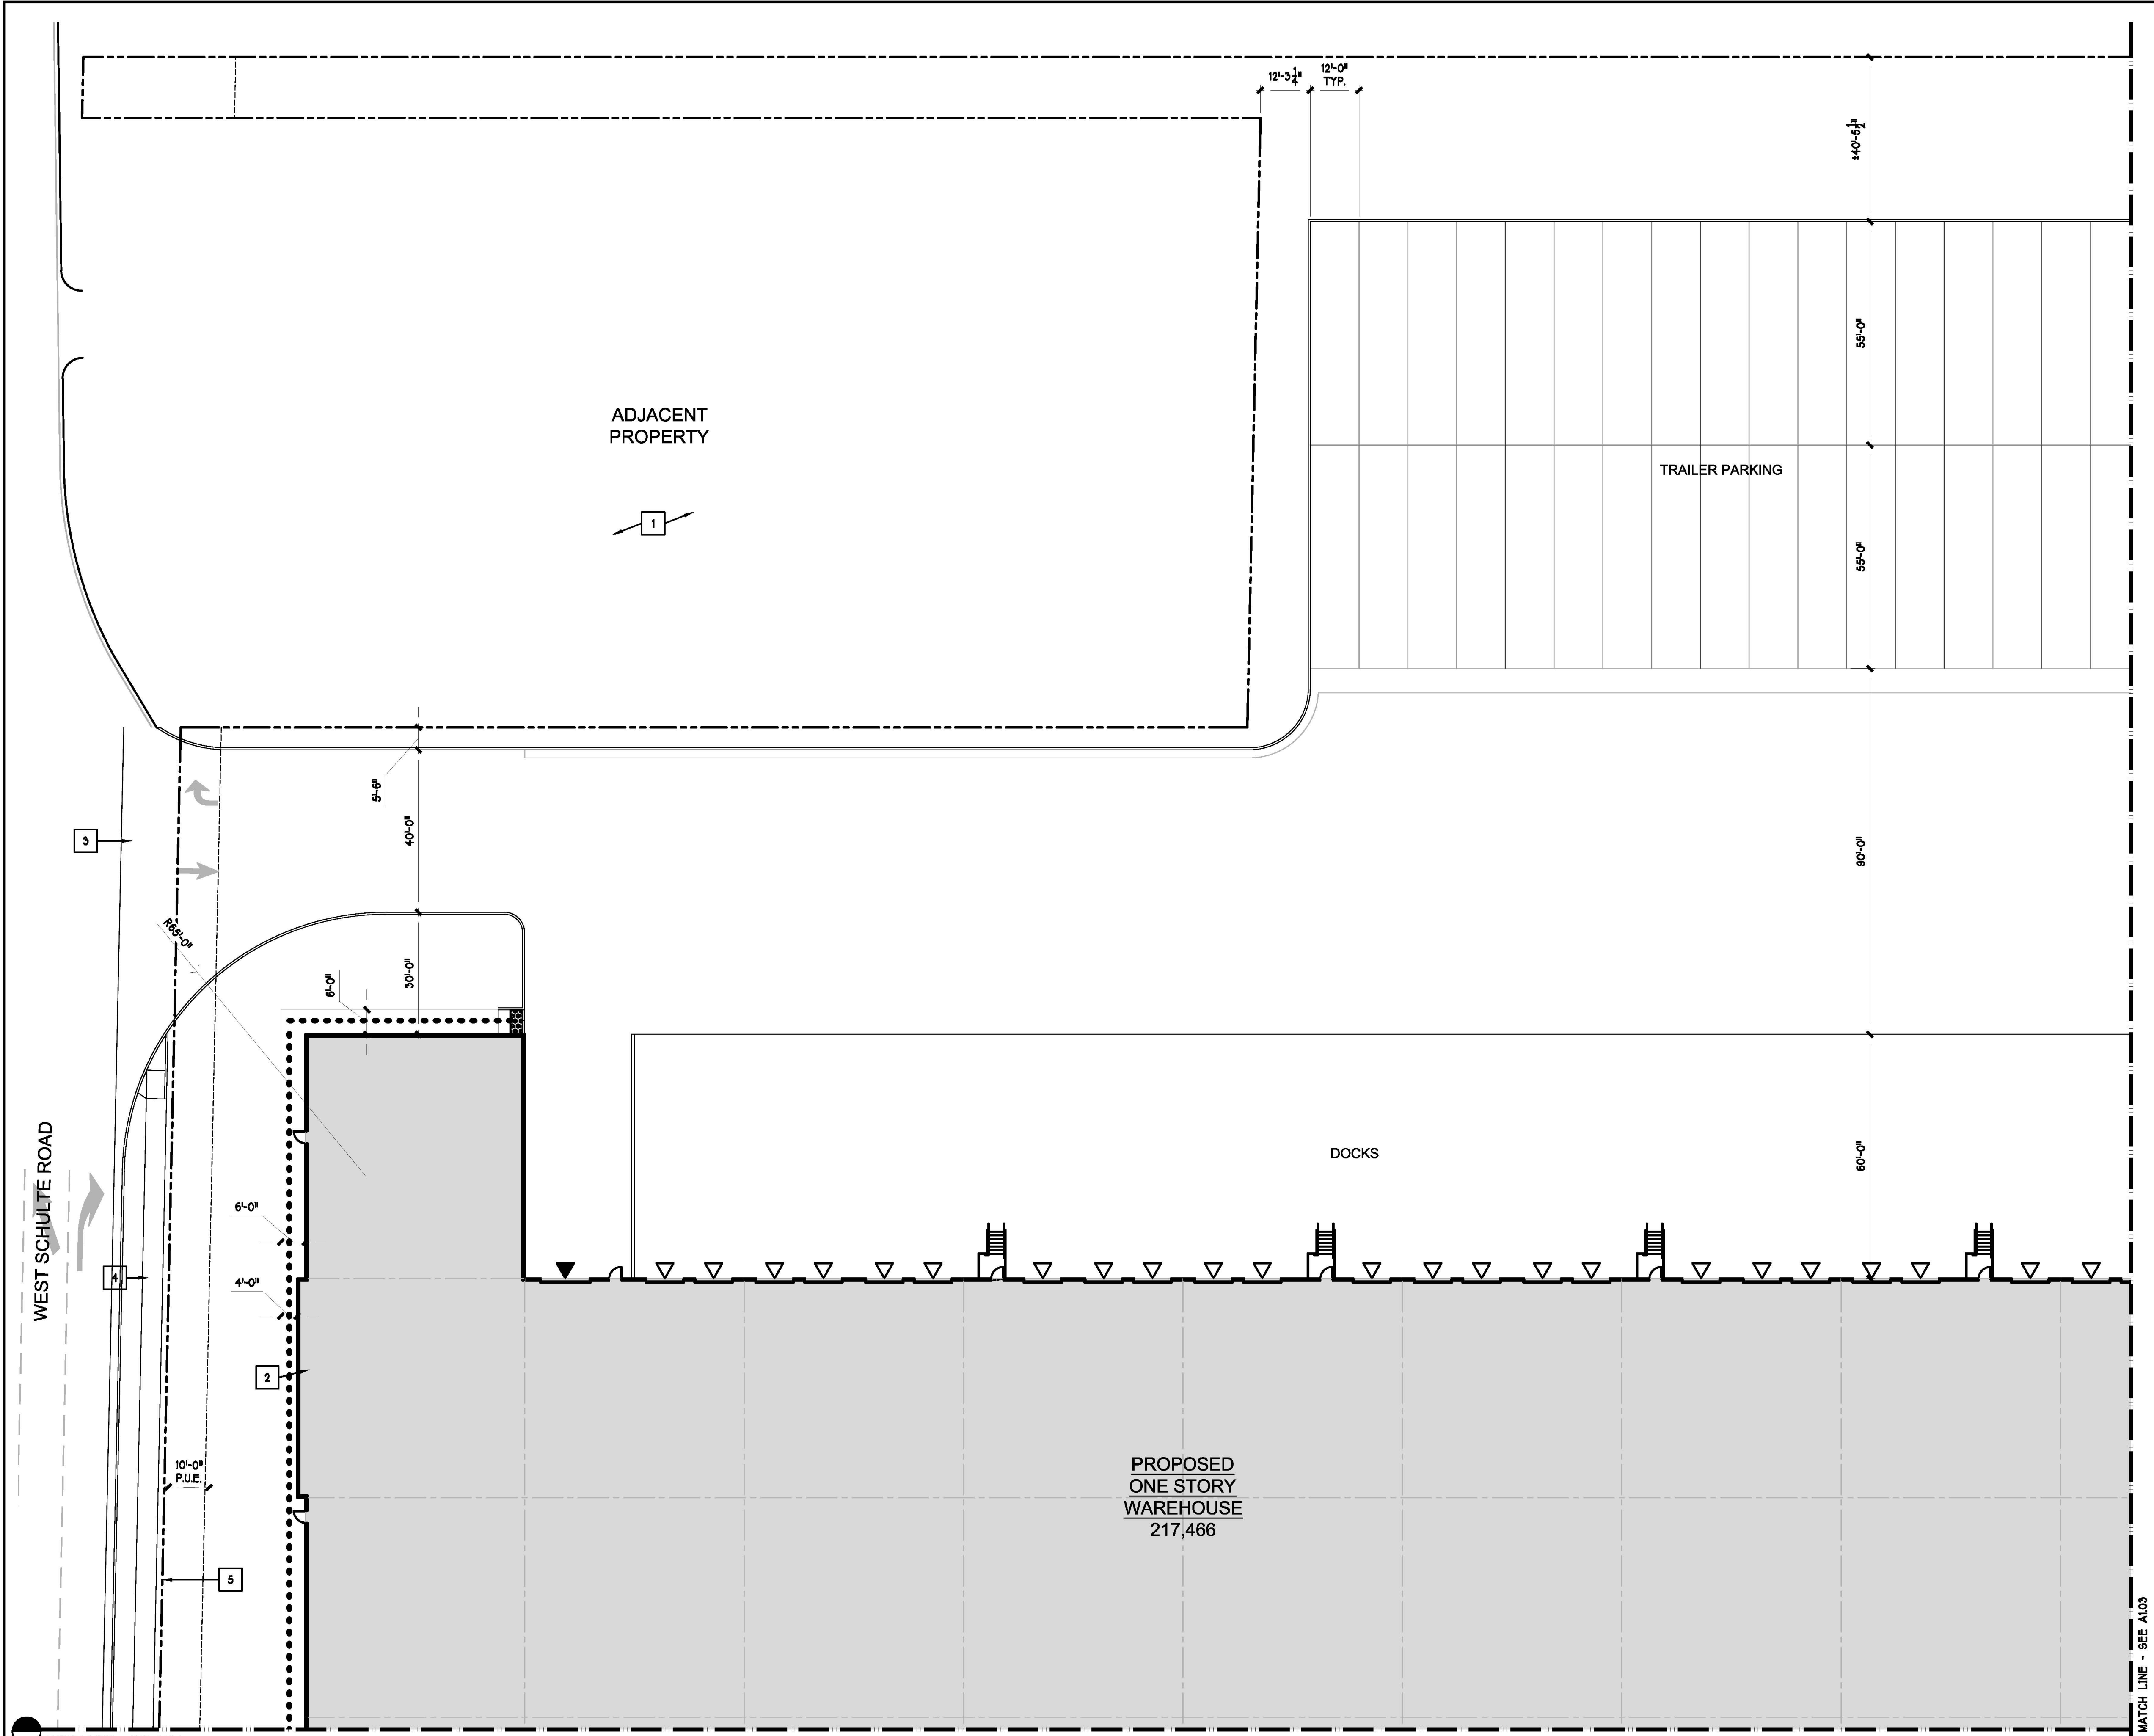 12'-3 1/4"
12'-0"
TYP.
±40'-5 1/2"
55'-0"
ADJACENT
PROPERTY
TRAILER PARKING
1
55'-0"
5'-6"
40'-0"
3
90'-0"
R65'-0"
6'-0"
30'-0"
WEST SCHULTE ROAD
DOCKS
60'-0"
6'-0"
4
4'-0"
2
10'-0"
P.U.E.
PROPOSED
ONE STORY
WAREHOUSE
217,466
5
MATCH LINE - SEE A1.03